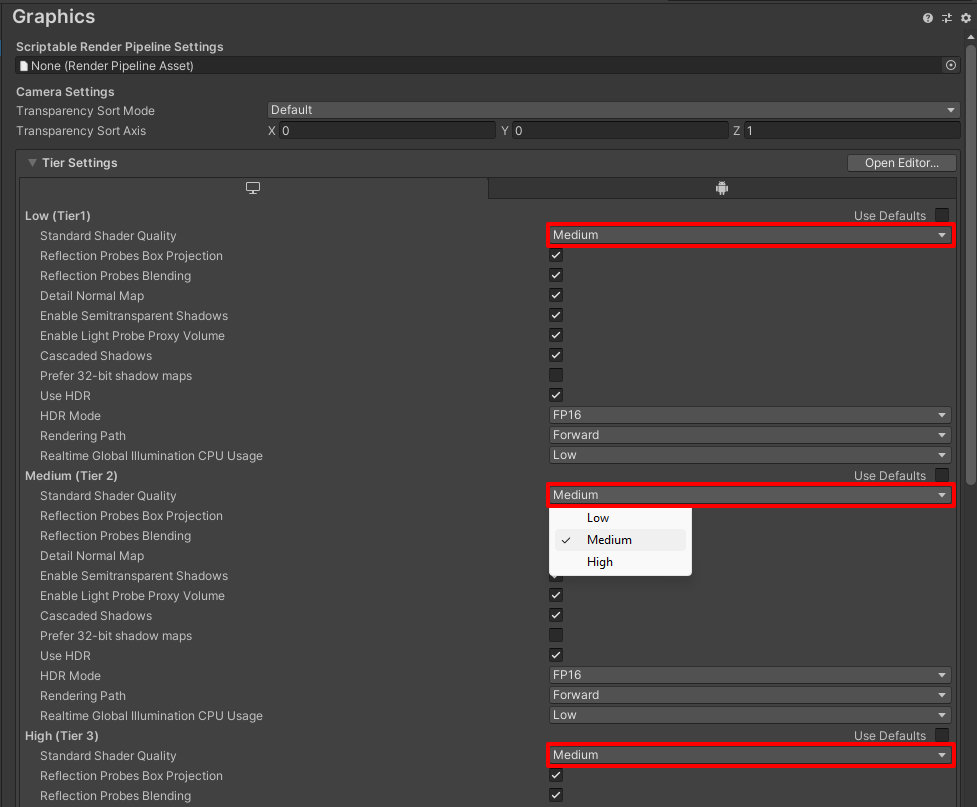 Graphics
Scriptable Render Pipeline Settings
None (Render Pipeline Asset)
Camera Settings
Transparency Sort Mode Default
Transparency Sort Axis X 0 Y 0 Z 1
Tier Settings Open Editor...
Low (Tier1) Use Defaults
Standard Shader Quality Medium
Reflection Probes Box Projection
Reflection Probes Blending
Detail Normal Map
Enable Semitransparent Shadows
Enable Light Probe Proxy Volume
Cascaded Shadows
Prefer 32-bit shadow maps
Use HDR
HDR Mode FP16
Rendering Path Forward
Realtime Global Illumination CPU Usage Low
Medium (Tier 2) Use Defaults
Standard Shader Quality Medium
Reflection Probes Box Projection Low
Reflection Probes Blending Medium
Detail Normal Map High
Enable Semitransparent Shadows
Enable Light Probe Proxy Volume
Cascaded Shadows
Prefer 32-bit shadow maps
Use HDR
HDR Mode FP16
Rendering Path Forward
Realtime Global Illumination CPU Usage Low
High (Tier 3) Use Defaults
Standard Shader Quality Medium
Reflection Probes Box Projection
Reflection Probes Blending